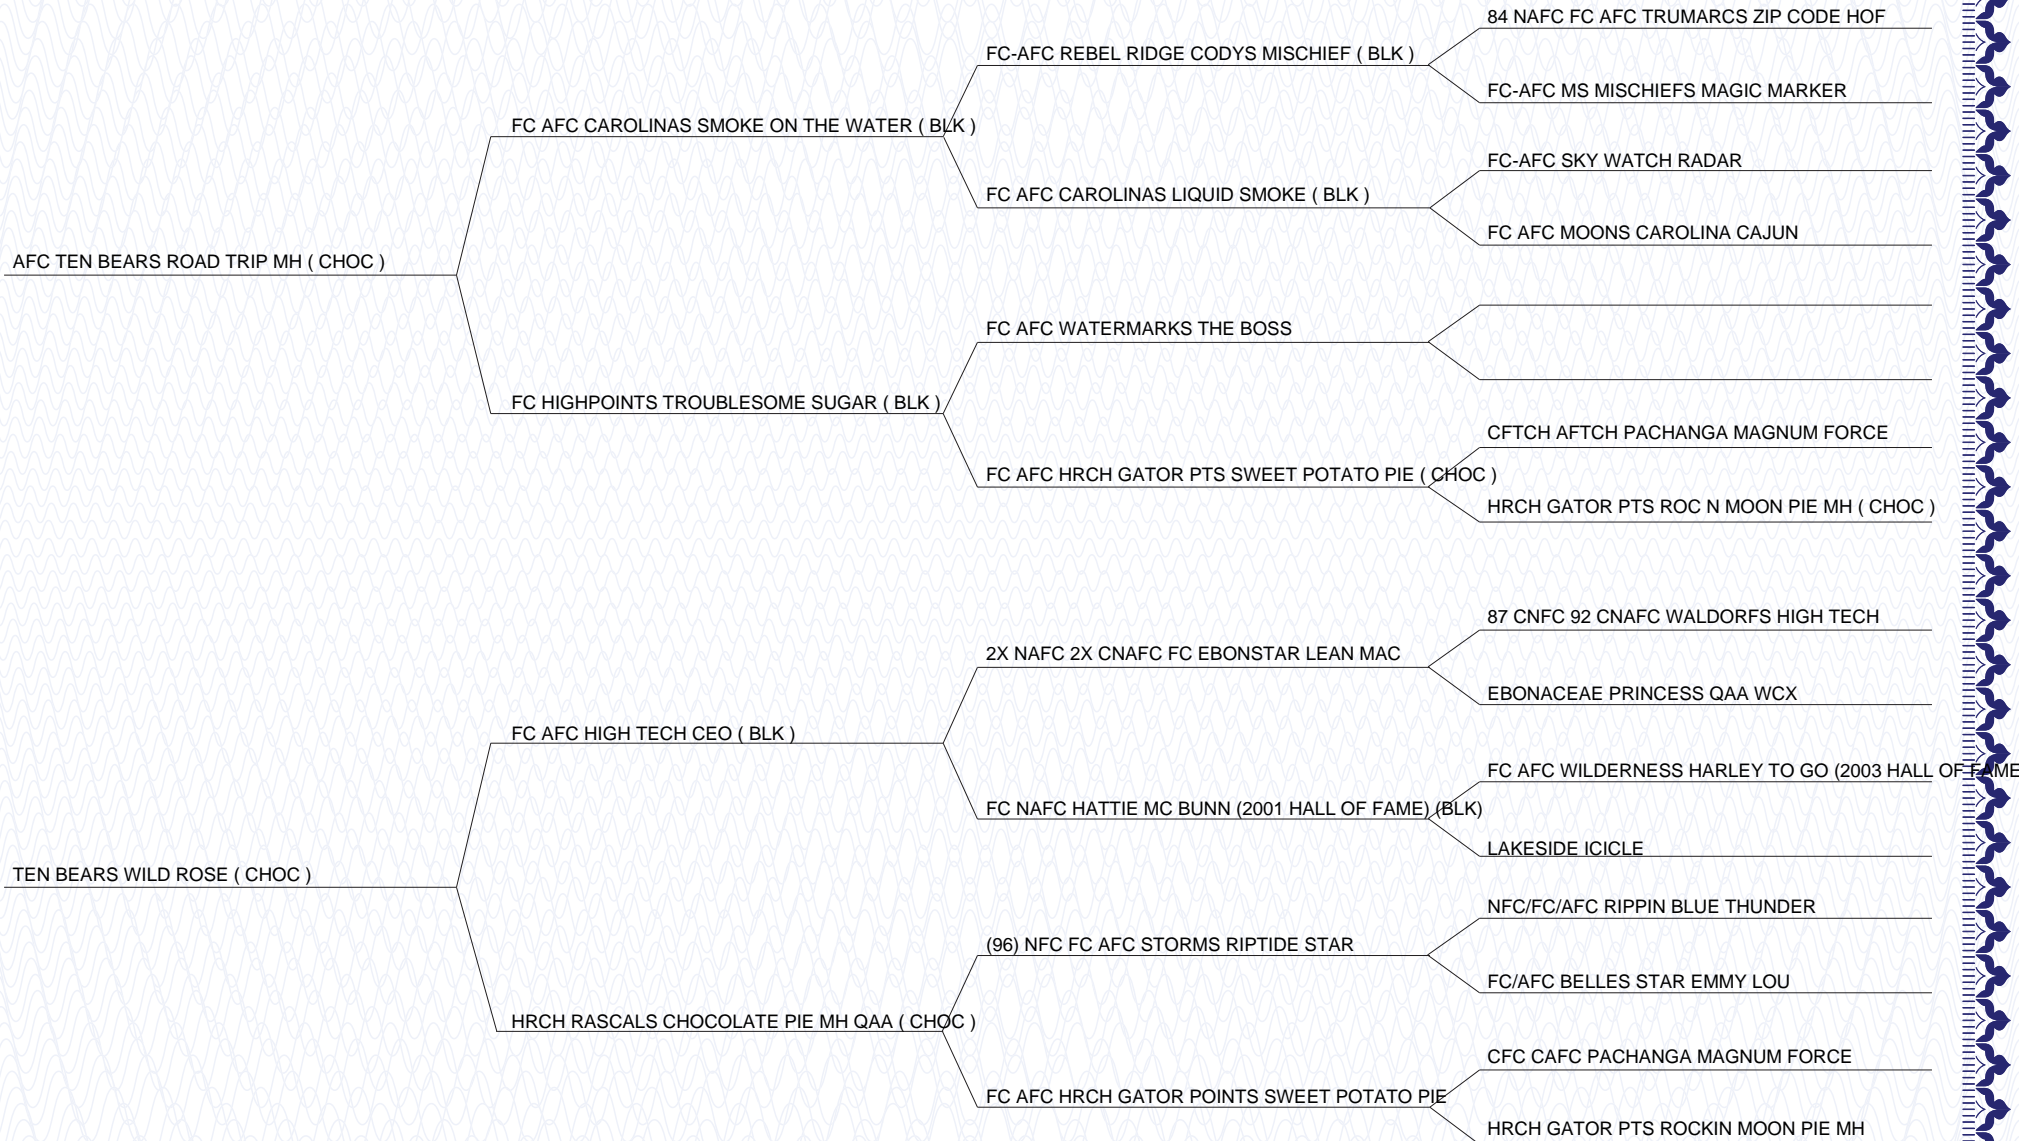 84 NAFC FC AFC TRUMARCS ZIP CODE HOF
FC-AFC REBEL RIDGE CODYS MISCHIEF ( BLK )
FC-AFC MS MISCHIEFS MAGIC MARKER
FC AFC CAROLINAS SMOKE ON THE WATER ( BLK )
FC-AFC SKY WATCH RADAR
FC AFC CAROLINAS LIQUID SMOKE ( BLK )
FC AFC MOONS CAROLINA CAJUN
AFC TEN BEARS ROAD TRIP MH ( CHOC )
FC AFC WATERMARKS THE BOSS
FC HIGHPOINTS TROUBLESOME SUGAR ( BLK )
CFTCH AFTCH PACHANGA MAGNUM FORCE
FC AFC HRCH GATOR PTS SWEET POTATO PIE ( CHOC )
HRCH GATOR PTS ROC N MOON PIE MH ( CHOC )
87 CNFC 92 CNAFC WALDORFS HIGH TECH
2X NAFC 2X CNAFC FC EBONSTAR LEAN MAC
EBONACEAE PRINCESS QAA WCX
FC AFC HIGH TECH CEO ( BLK )
FC AFC WILDERNESS HARLEY TO GO (2003 HALL OF FAME
FC NAFC HATTIE MC BUNN (2001 HALL OF FAME) (BLK)
LAKESIDE ICICLE
TEN BEARS WILD ROSE ( CHOC )
NFC/FC/AFC RIPPIN BLUE THUNDER
(96) NFC FC AFC STORMS RIPTIDE STAR
FC/AFC BELLES STAR EMMY LOU
HRCH RASCALS CHOCOLATE PIE MH QAA ( CHOC )
CFC CAFC PACHANGA MAGNUM FORCE
FC AFC HRCH GATOR POINTS SWEET POTATO PIE
HRCH GATOR PTS ROCKIN MOON PIE MH